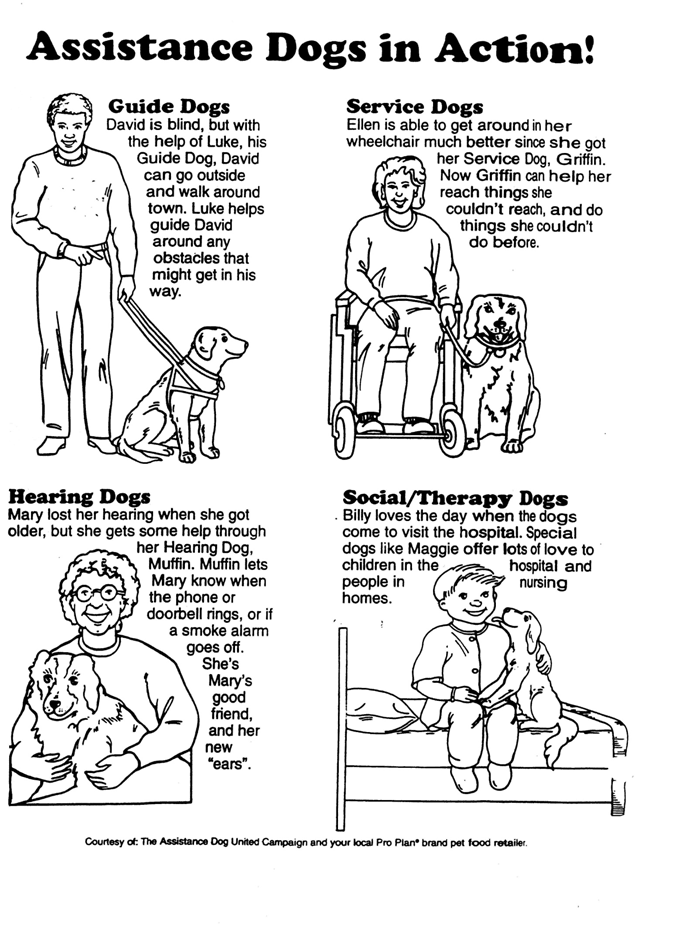 Assistance Dogs in Action!
Guide Dogs
David is blind, but with
the help of Luke, his
Guide Dog, David
can go outside
and walk around
town. Luke helps
guide David
around any
obstacles that
might get in his
way.
Service Dogs
Ellen is able to get around in her
wheelchair much better since she got
her Service Dog, Griffin.
Now Griffin can help her
reach things she
couldn't reach, and do
things she couldn't
do before.
Hearing Dogs
Mary lost her hearing when she got
older, but she gets some help through
her Hearing Dog,
Muffin. Muffin lets
Mary know when
the phone or
doorbell rings, or if
a smoke alarm
goes off.
She's
Mary's
good
friend,
and her
new
"ears".
Social/Therapy Dogs
Billy loves the day when the dogs
come to visit the hospital. Special
dogs like Maggie offer lots of love to
children in the hospital and
people in nursing
homes.
Courtesy of: The Assistance Dog United Campaign and your local Pro Plan® brand pet food retailer.